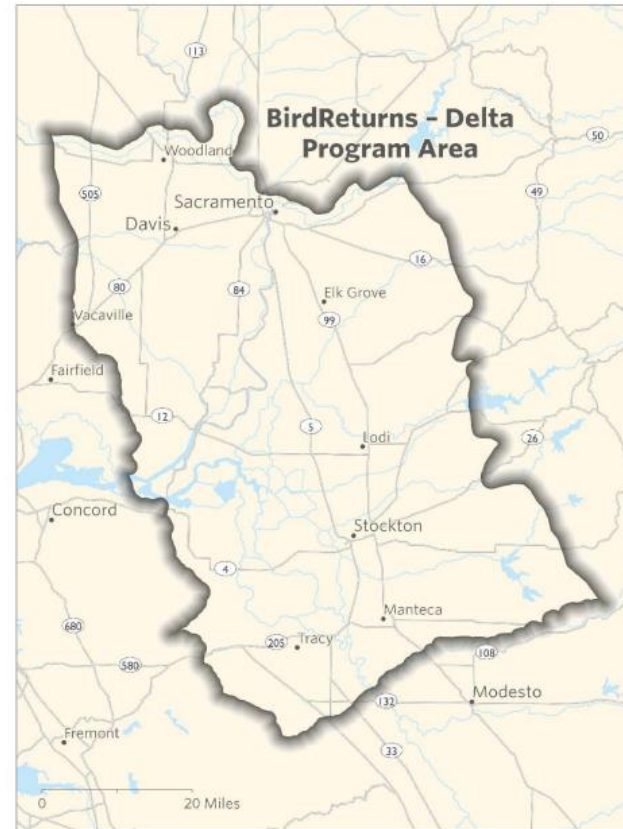 113
BirdReturns – Delta
Program Area
50
Woodland
505
49
Sacramento
Davis
16
80
84
Elk Grove
99
Vacaville
Fairfield
12
5
Lodi
26
Concord
Stockton
4
Manteca
680
205
Tracy
108
580
132
Modesto
Fremont
33
0
20 Miles